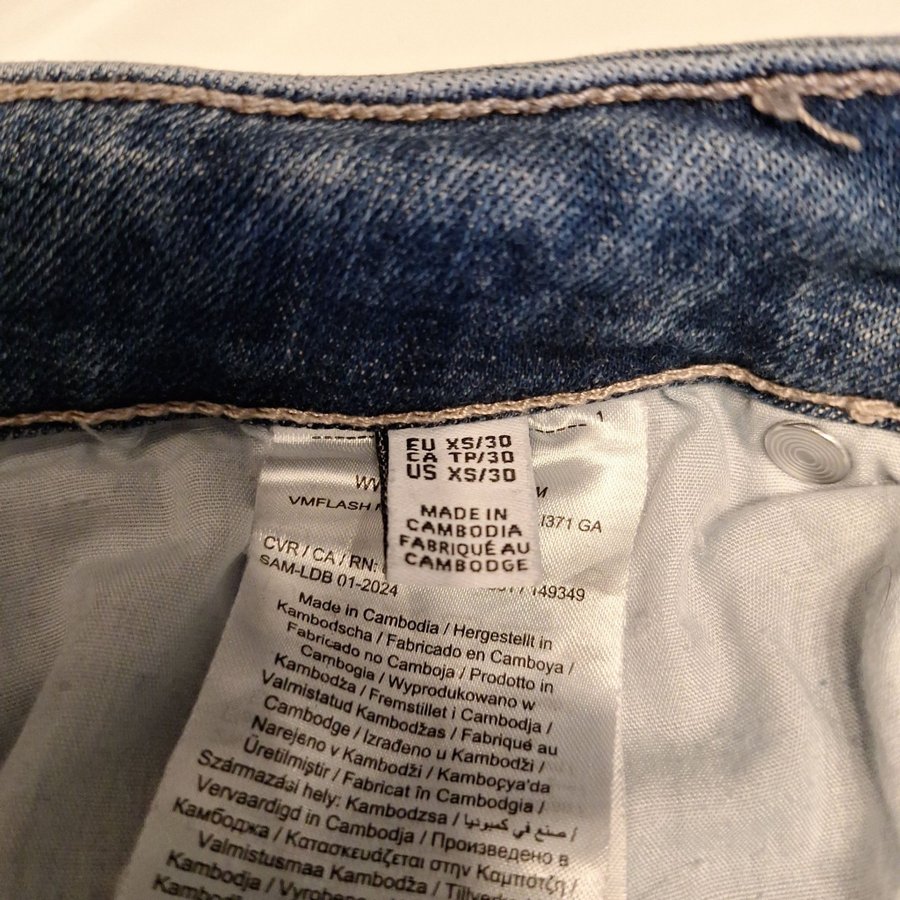 EU XS/30
CA TP/30
US XS/30
MADE IN
CAMBODIA
FABRIQUÉ AU
CAMBODGE
1
VMFLASH
I371 GA
CVR / CA / RN:
149349
SAM-LDB 01-2024
Made in Cambodia / Hergestellt in
Kambodscha / Fabricado en Camboya /
Fabricado no Camboja / Prodotto in
Cambogia / Wyprodukowano w
Kambodża / Fremstillet i Cambodja /
Valmistatud Kambodžas / Fabriqué au
Cambodge / Izrađeno u Kambodži /
Narejeno v Kambodži / Kamboçya'da
Üretilmiştir / Fabricat în Cambodgia /
Származási hely: Kambodzsa / صنع في كمبوديا /
Vervaardigd in Cambodja / Произведено в
Камбоджа / Κατασκευάζεται στην Καμπότζη /
Valmistusmaa Kambodža / Tillverk
Kambodja /